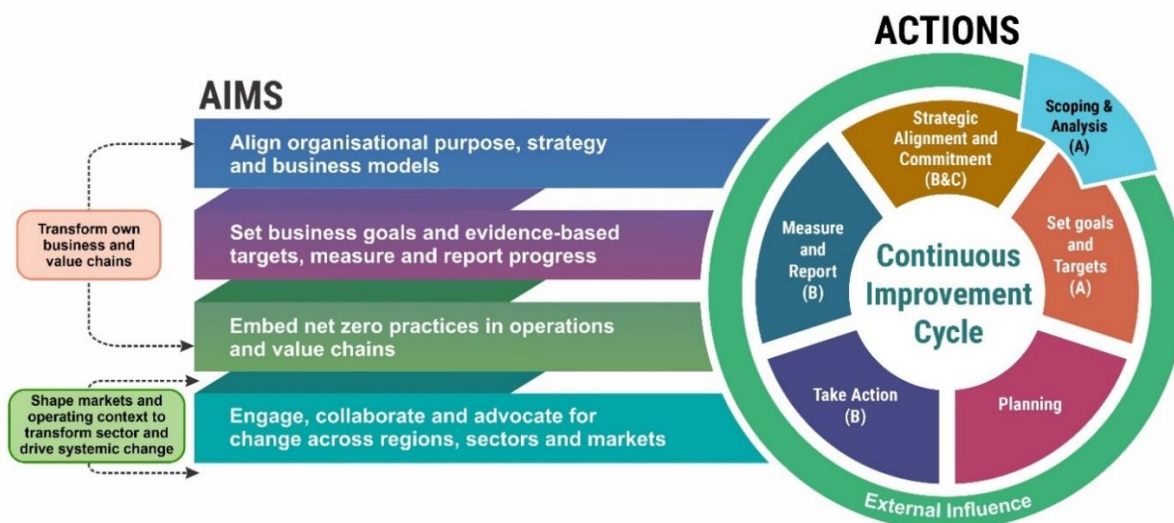 ACTIONS
AIMS
Align organisational purpose, strategy
and business models
Set business goals and evidence-based
targets, measure and report progress
Embed net zero practices in operations
and value chains
Engage, collaborate and advocate for
change across regions, sectors and markets
Transform own
business and
value chains
Shape markets and
operating context to
transform sector and
drive systemic change
Scoping &
Analysis
(A)
Strategic
Alignment and
Commitment
(B&C)
Set goals
and
Targets
(A)
Planning
Take Action
(B)
Measure
and
Report
(B)
Continuous
Improvement
Cycle
External Influence